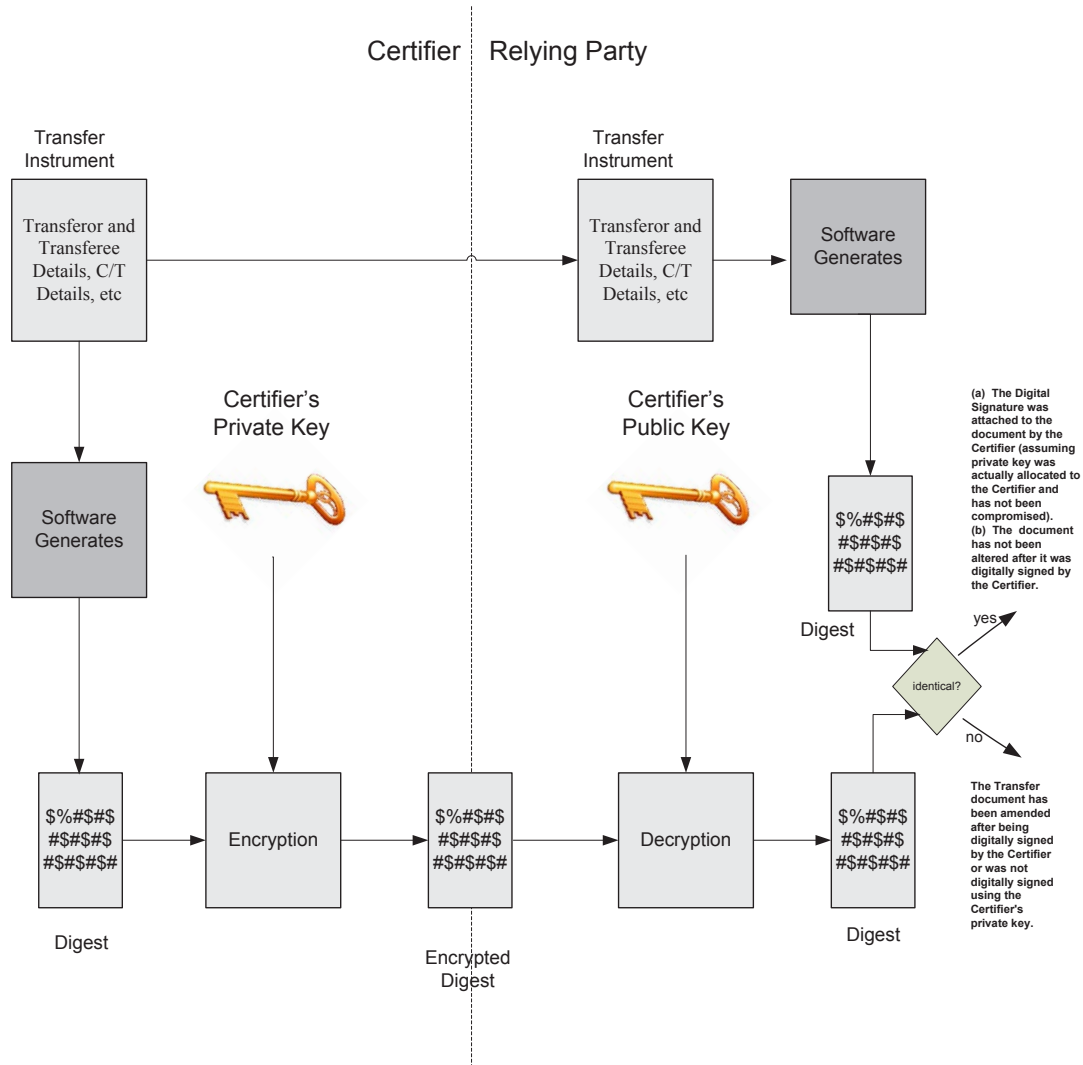 Certifier
Relying Party
Transfer
Instrument
Transferor and
Transferee
Details, C/T
Details, etc
Transfer
Instrument
Transferor and
Transferee
Details, C/T
Details, etc
Software
Generates
Certifier's
Private Key
Certifier's
Public Key
Software
Generates
(a) The Digital
Signature was
attached to the
document by the
Certifier (assuming
private key was
actually allocated to
the Certifier and
has not been
compromised).
(b) The document
has not been
altered after it was
digitally signed by
the Certifier.
$%#$#$
#$#$#$
#$#$#$#
Digest
yes
identical?
no
$%#$#$
#$#$#$
#$#$#$#
Digest
Encryption
$%#$#$
#$#$#$
#$#$#$#
Encrypted
Digest
Decryption
$%#$#$
#$#$#$
#$#$#$#
Digest
The Transfer
document has
been amended
after being
digitally signed
by the Certifier
or was not
digitally signed
using the
Certifier's
private key.